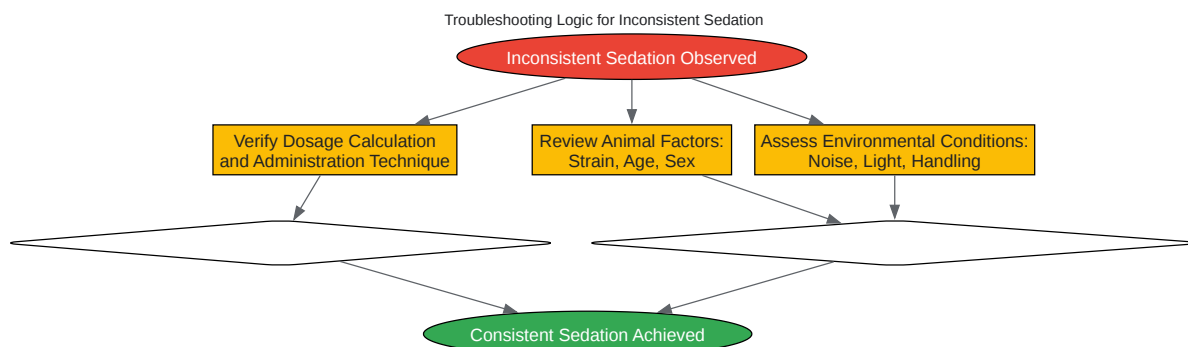 Troubleshooting Logic for Inconsistent Sedation
Inconsistent Sedation Observed
Verify Dosage Calculation
and Administration Technique
Review Animal Factors:
Strain, Age, Sex
Assess Environmental Conditions:
Noise, Light, Handling
Consistent Sedation Achieved